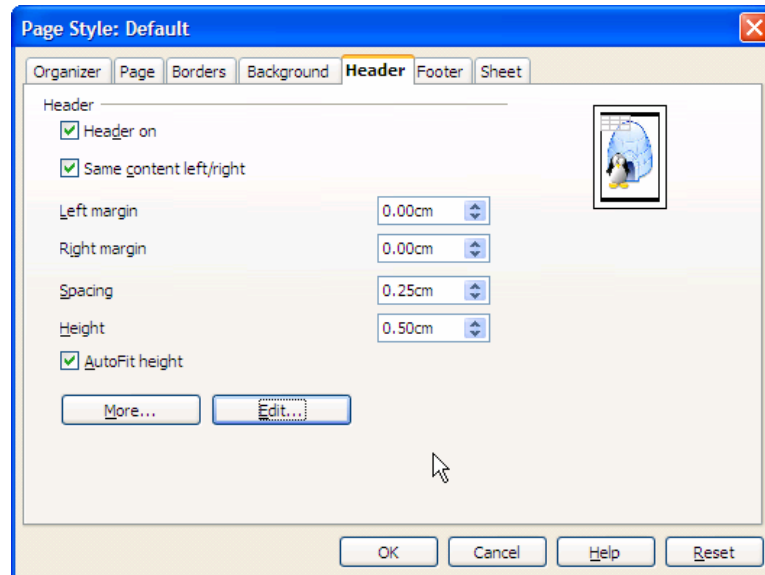 Page Style: Default
Organizer Page Borders Background Header Footer Sheet
Header
Header on
Same content left/right
Left margin 0.00cm
Right margin 0.00cm
Spacing 0.25cm
Height 0.50cm
AutoFit height
More... Edit...
OK Cancel Help Reset